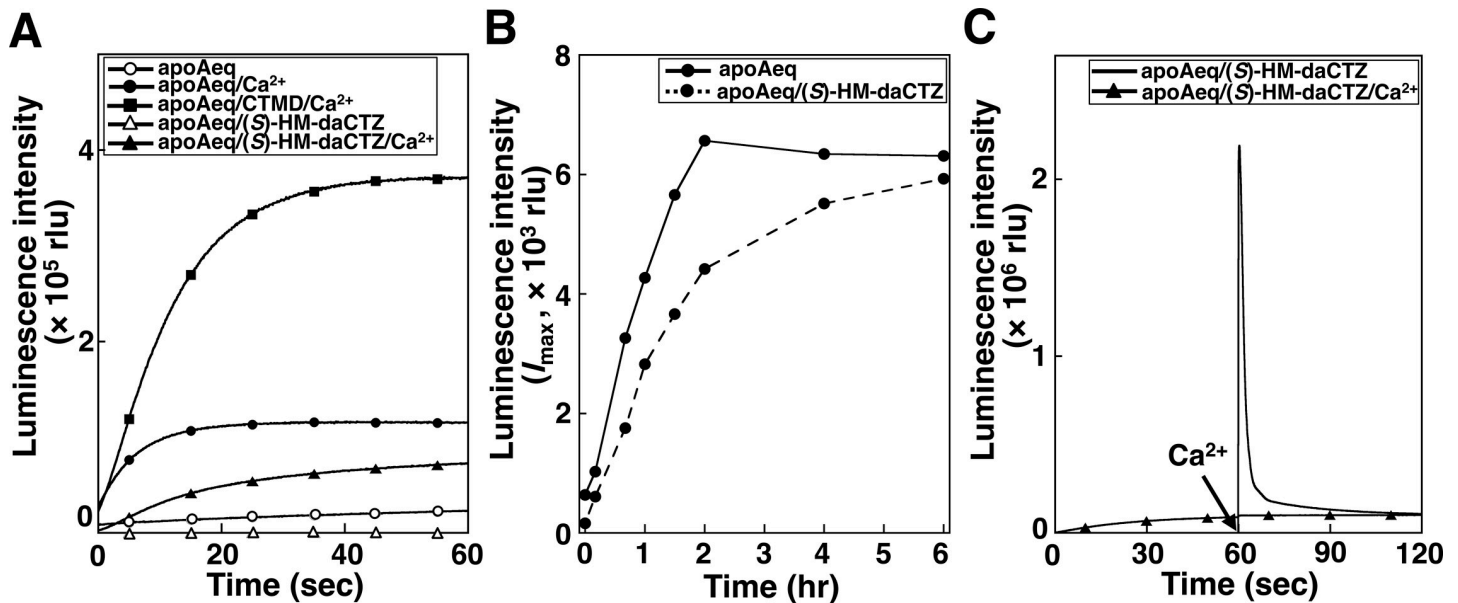 A
Luminescence intensity
(× 10⁵ rlu)
apoAeq
apoAeq/Ca²⁺
apoAeq/CTMD/Ca²⁺
apoAeq/(S)-HM-daCTZ
apoAeq/(S)-HM-daCTZ/Ca²⁺
4
2
0
0 20 40 60
Time (sec)
B
Luminescence intensity
(Imax, × 10³ rlu)
apoAeq
apoAeq/(S)-HM-daCTZ
8
6
4
2
0
0 1 2 3 4 5 6
Time (hr)
C
Luminescence intensity
(× 10⁶ rlu)
apoAeq/(S)-HM-daCTZ
apoAeq/(S)-HM-daCTZ/Ca²⁺
2
1
0
Ca²⁺
0 30 60 90 120
Time (sec)